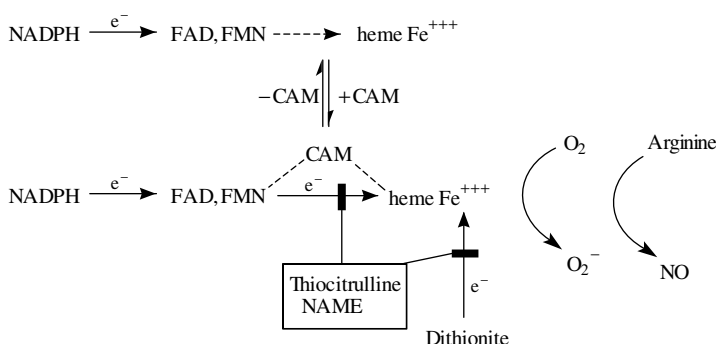 NADPH e⁻ FAD, FMN heme Fe⁺⁺⁺
−CAM +CAM
CAM
NADPH e⁻ FAD, FMN e⁻ heme Fe⁺⁺⁺
O₂ Arginine
O₂⁻ NO
Thiocitrulline
NAME
e⁻
Dithionite